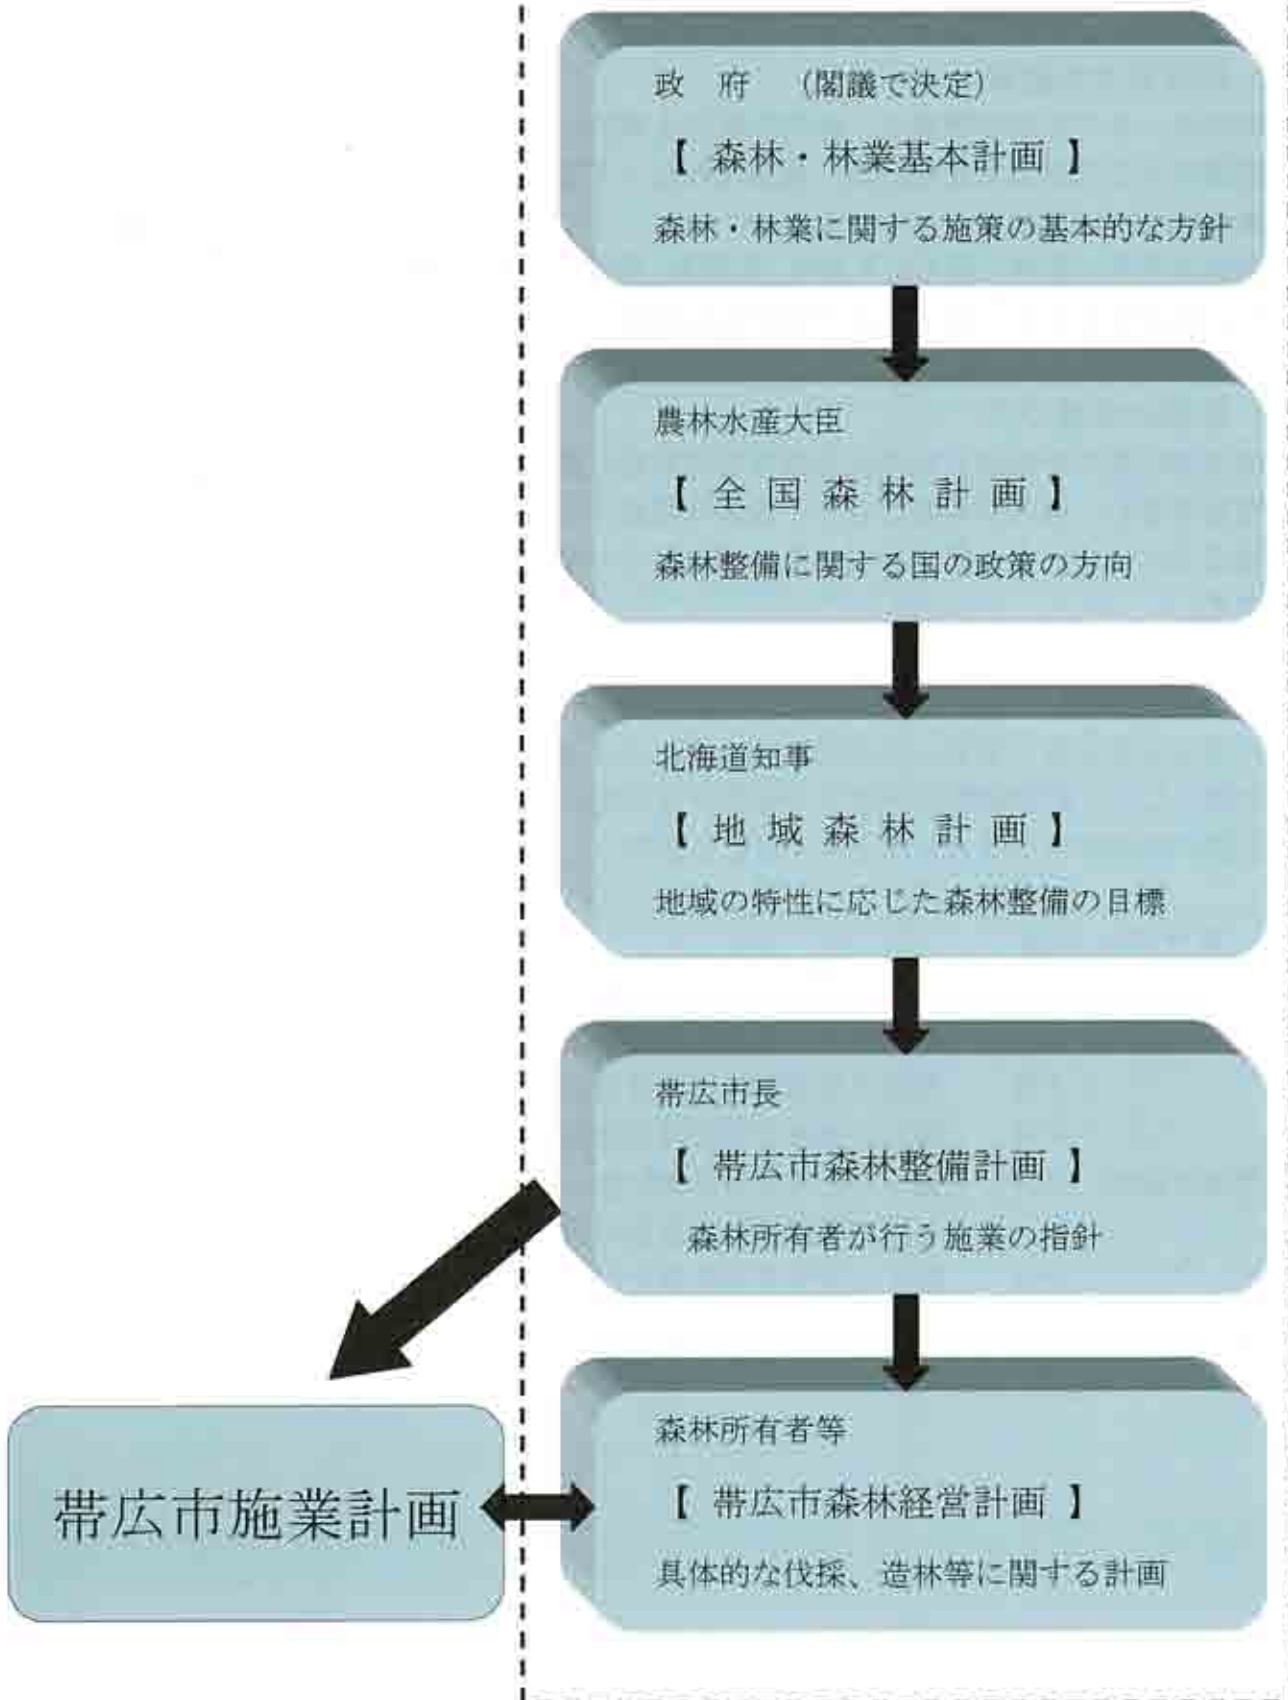 政　府　（閣議で決定）
【 森林・林業基本計画 】
森林・林業に関する施策の基本的な方針
農林水産大臣
【 全 国 森 林 計 画 】
森林整備に関する国の政策の方向
北海道知事
【 地 域 森 林 計 画 】
地域の特性に応じた森林整備の目標
帯広市長
【 帯広市森林整備計画 】
森林所有者が行う施業の指針
森林所有者等
【 帯広市森林経営計画 】
具体的な伐採、造林等に関する計画
帯広市施業計画